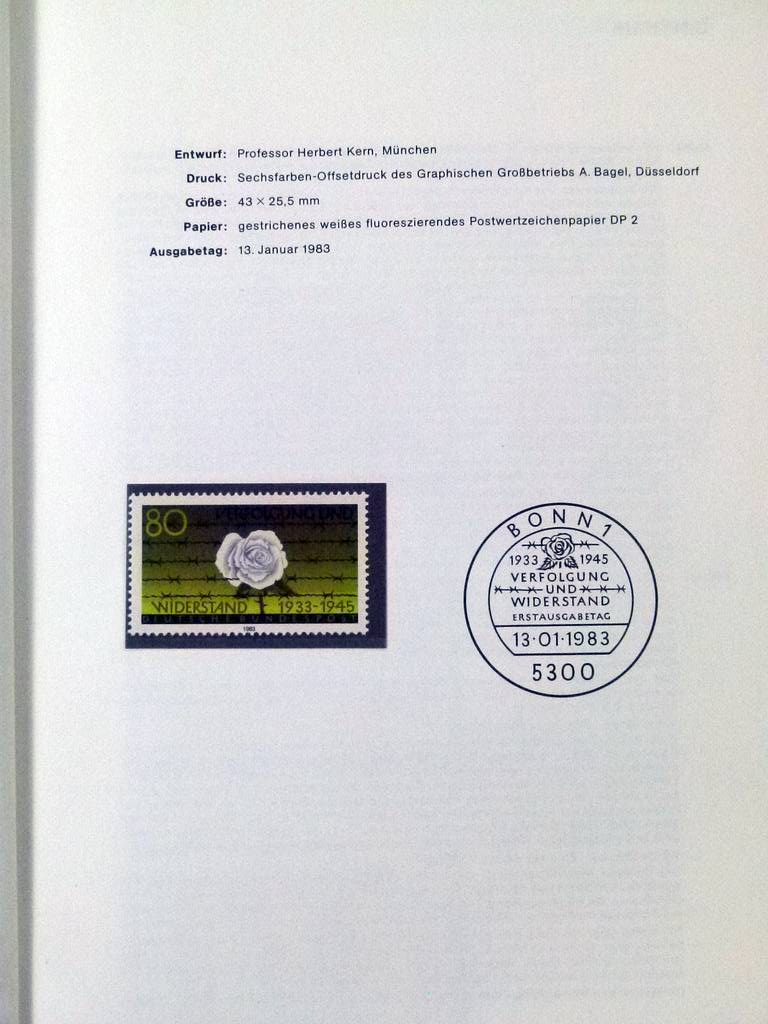 Entwurf: Professor Herbert Kern, München
Druck: Sechsfarben-Offsetdruck des Graphischen Großbetriebs A. Bagel, Düsseldorf
Größe: 43 × 25,5 mm
Papier: gestrichenes weißes fluoreszierendes Postwertzeichenpapier DP 2
Ausgabetag: 13. Januar 1983
80 VERFOLGUNG UND
WIDERSTAND 1933-1945
DEUTSCHE BUNDESPOST
1983
BONN 1
1933 1945
VERFOLGUNG
UND
WIDERSTAND
ERSTAUSGABETAG
13·01·1983
5300